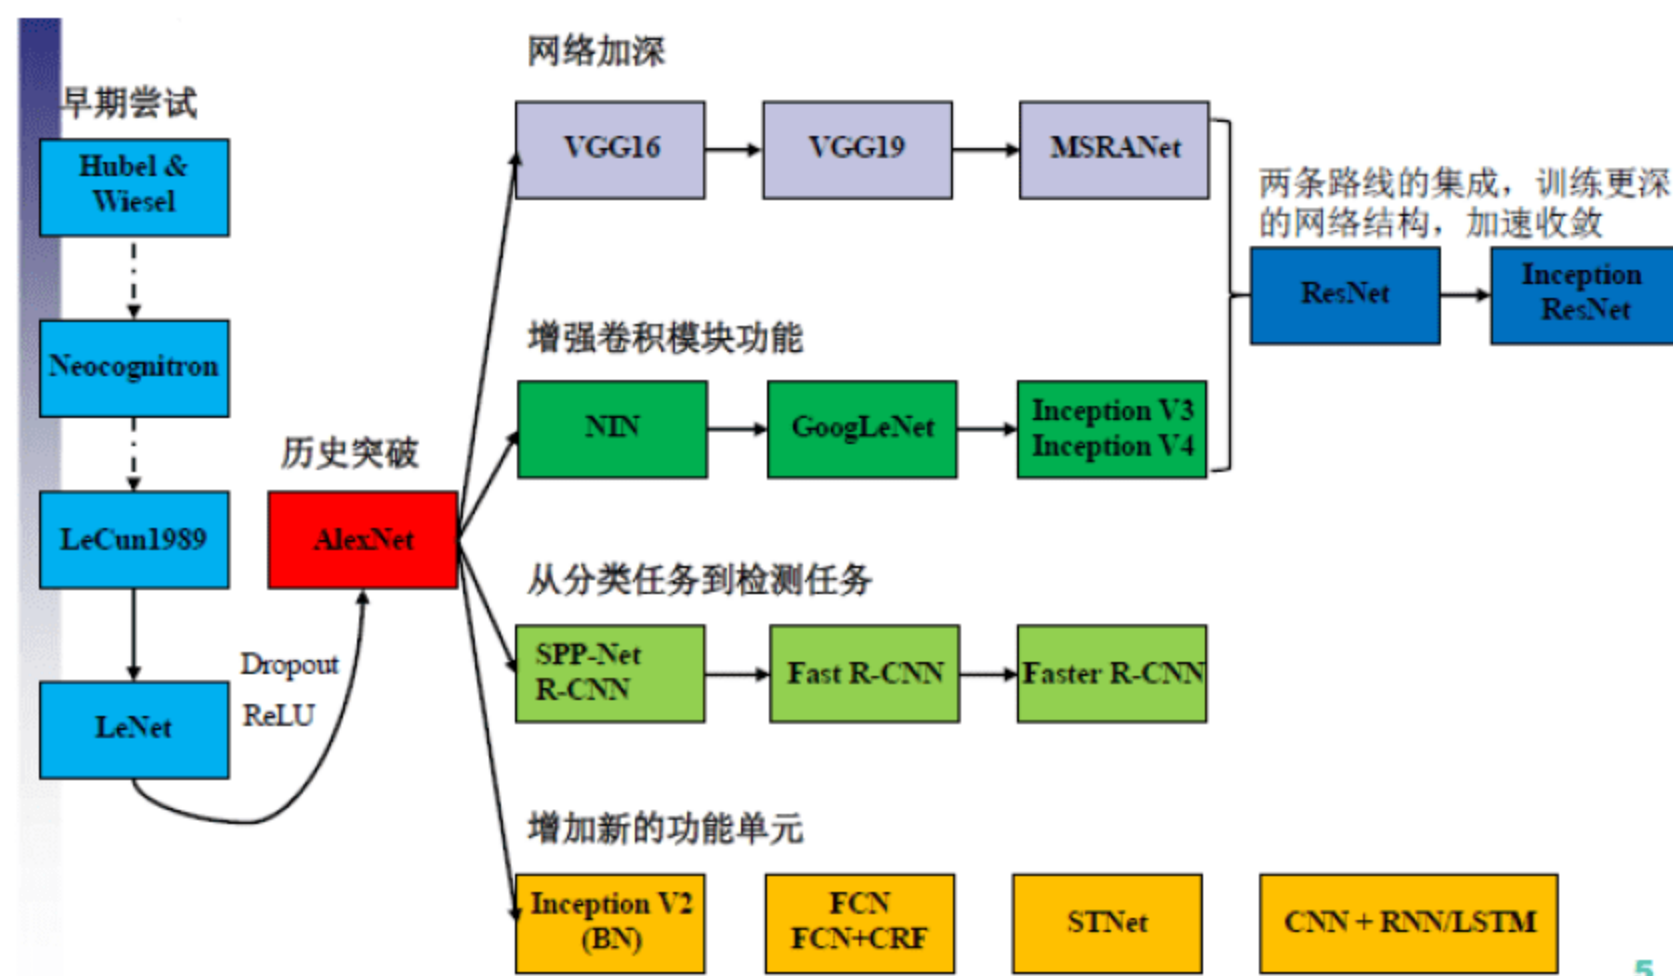 早期尝试
Hubel &
Wiesel
Neocognitron
LeCun1989
LeNet
Dropout
ReLU
历史突破
AlexNet
网络加深
VGG16
VGG19
MSRANet
增强卷积模块功能
NIN
GoogLeNet
Inception V3
Inception V4
两条路线的集成，训练更深
的网络结构，加速收敛
ResNet
Inception
ResNet
从分类任务到检测任务
SPP-Net
R-CNN
Fast R-CNN
Faster R-CNN
增加新的功能单元
Inception V2
(BN)
FCN
FCN+CRF
STNet
CNN + RNN/LSTM
5